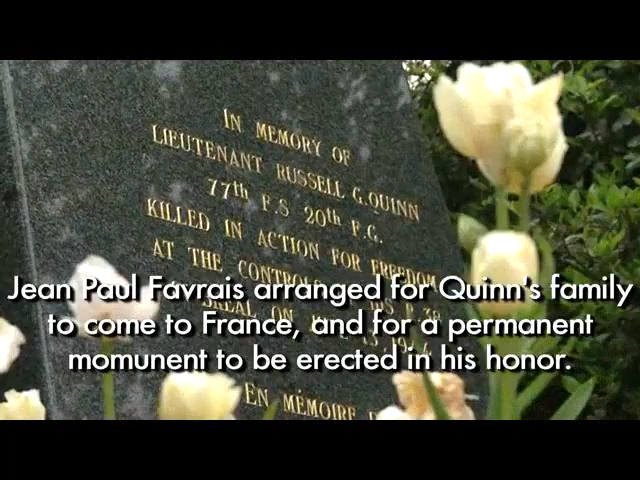 IN MEMORY OF
LIEUTENANT RUSSELL G. QUINN
77th F.S 20th F.G.
KILLED IN ACTION FOR FREEDOM
AT THE
EN MÉMOIRE
Jean Paul Favrais arranged for Quinn's family
to come to France, and for a permanent
momunent to be erected in his honor.